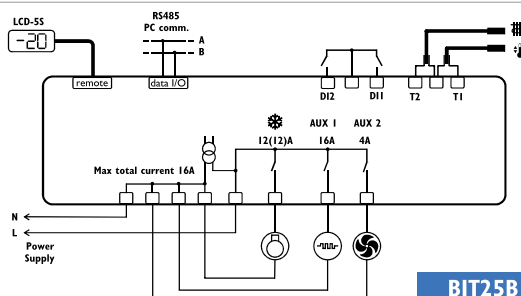 LCD-5S
-20
RS485
PC comm.
A
B
remote
data I/O
DI2
DI1
T2
T1
AUX 1
AUX 2
12(12)A
16A
4A
Max total current 16A
N
L
Power
Supply
BIT25B